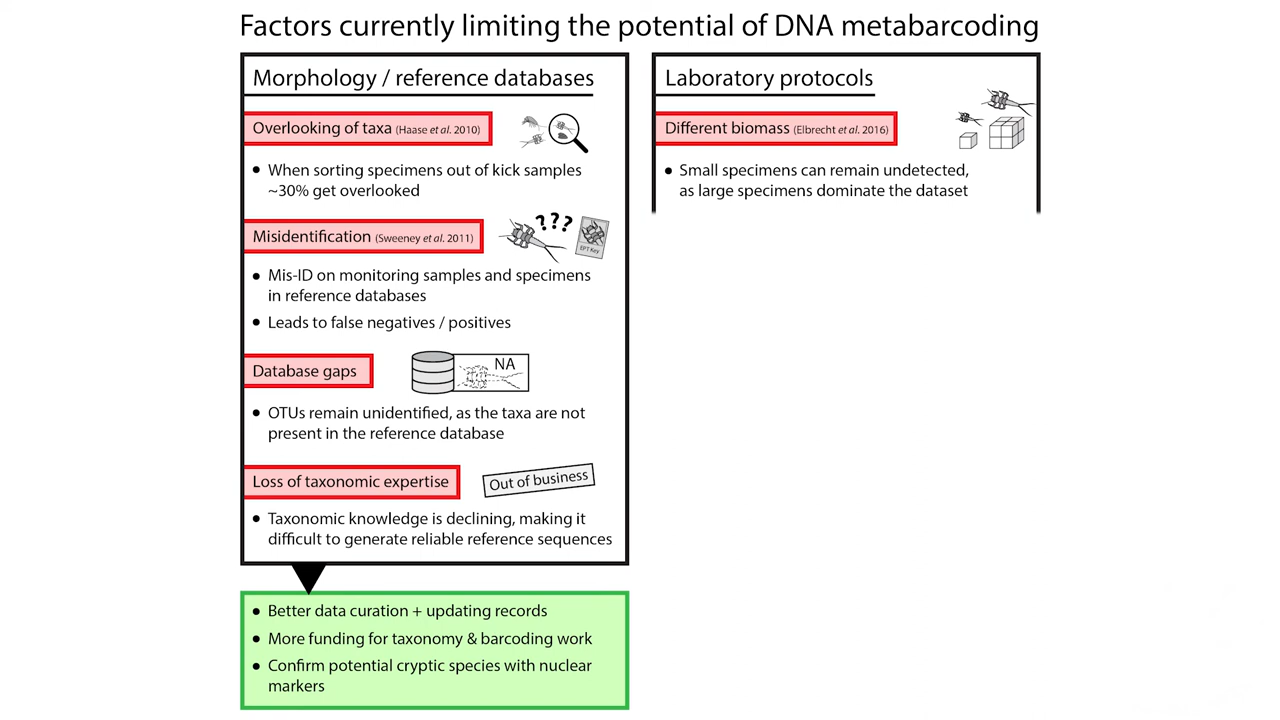 Factors currently limiting the potential of DNA metabarcoding
Morphology / reference databases
Overlooking of taxa (Haase et al. 2010)
• When sorting specimens out of kick samples
~30% get overlooked
Misidentification (Sweeney et al. 2011)
???
EPT Key
• Mis-ID on monitoring samples and specimens
in reference databases
• Leads to false negatives / positives
Database gaps
NA
• OTUs remain unidentified, as the taxa are not
present in the reference database
Loss of taxonomic expertise
Out of business
• Taxonomic knowledge is declining, making it
difficult to generate reliable reference sequences
• Better data curation + updating records
• More funding for taxonomy & barcoding work
• Confirm potential cryptic species with nuclear
markers
Laboratory protocols
Different biomass (Elbrecht et al. 2016)
• Small specimens can remain undetected,
as large specimens dominate the dataset